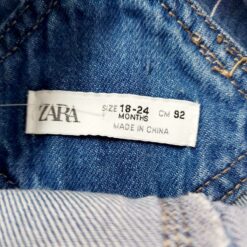 ZARA
SIZE 18-24 CM 92
MONTHS
MADE IN CHINA